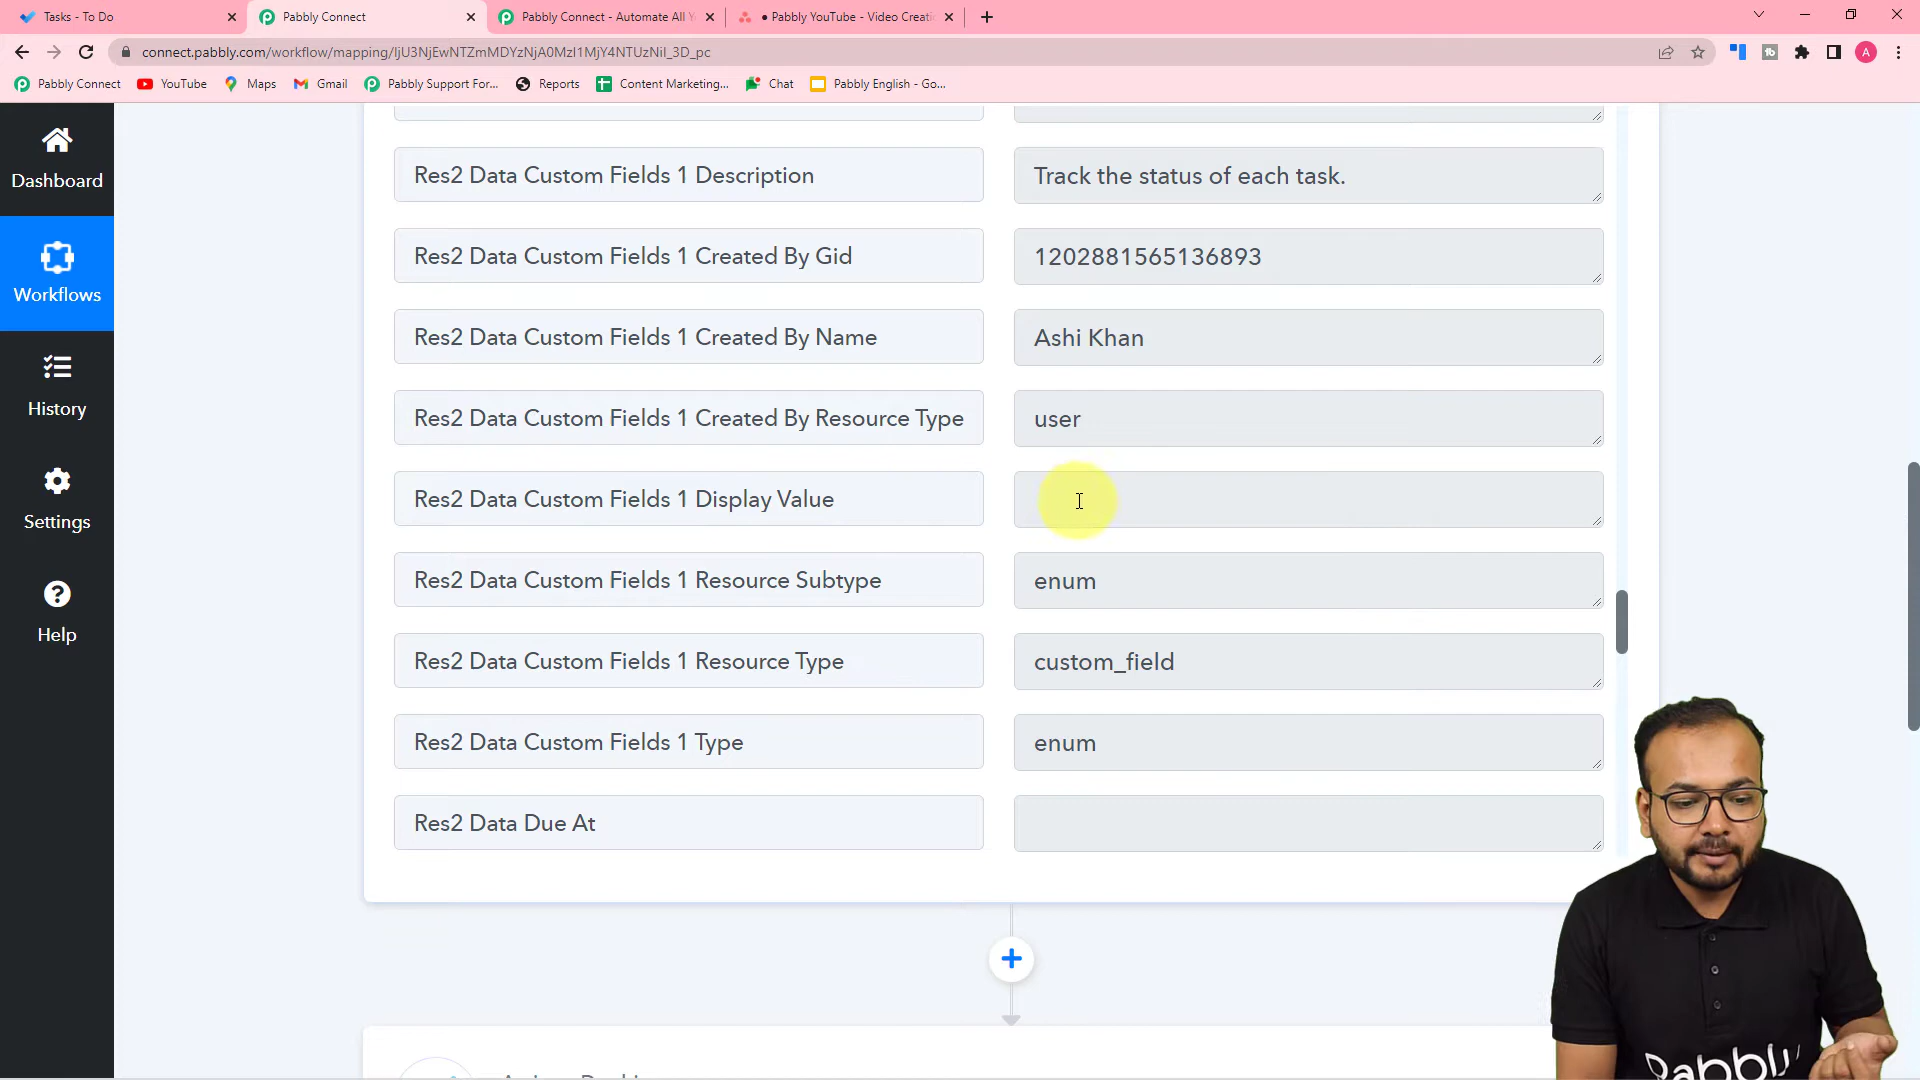 Tasks - To Do
Pabbly Connect
Pabbly Connect - Automate All Y
● Pabbly YouTube - Video Creati
connect.pabbly.com/workflow/mapping/IjU3NjEwNTZmMDYzNjA0MzI1MjY4NTUzNiI_3D_pc
A
Pabbly Connect
YouTube
Maps
Gmail
Pabbly Support For...
Reports
Content Marketing...
Chat
Pabbly English - Go...
Dashboard
Workflows
History
Settings
Help
Res2 Data Custom Fields 1 Description
Track the status of each task.
Res2 Data Custom Fields 1 Created By Gid
1202881565136893
Res2 Data Custom Fields 1 Created By Name
Ashi Khan
Res2 Data Custom Fields 1 Created By Resource Type
user
Res2 Data Custom Fields 1 Display Value
Res2 Data Custom Fields 1 Resource Subtype
enum
Res2 Data Custom Fields 1 Resource Type
custom_field
Res2 Data Custom Fields 1 Type
enum
Res2 Data Due At
Pabbly